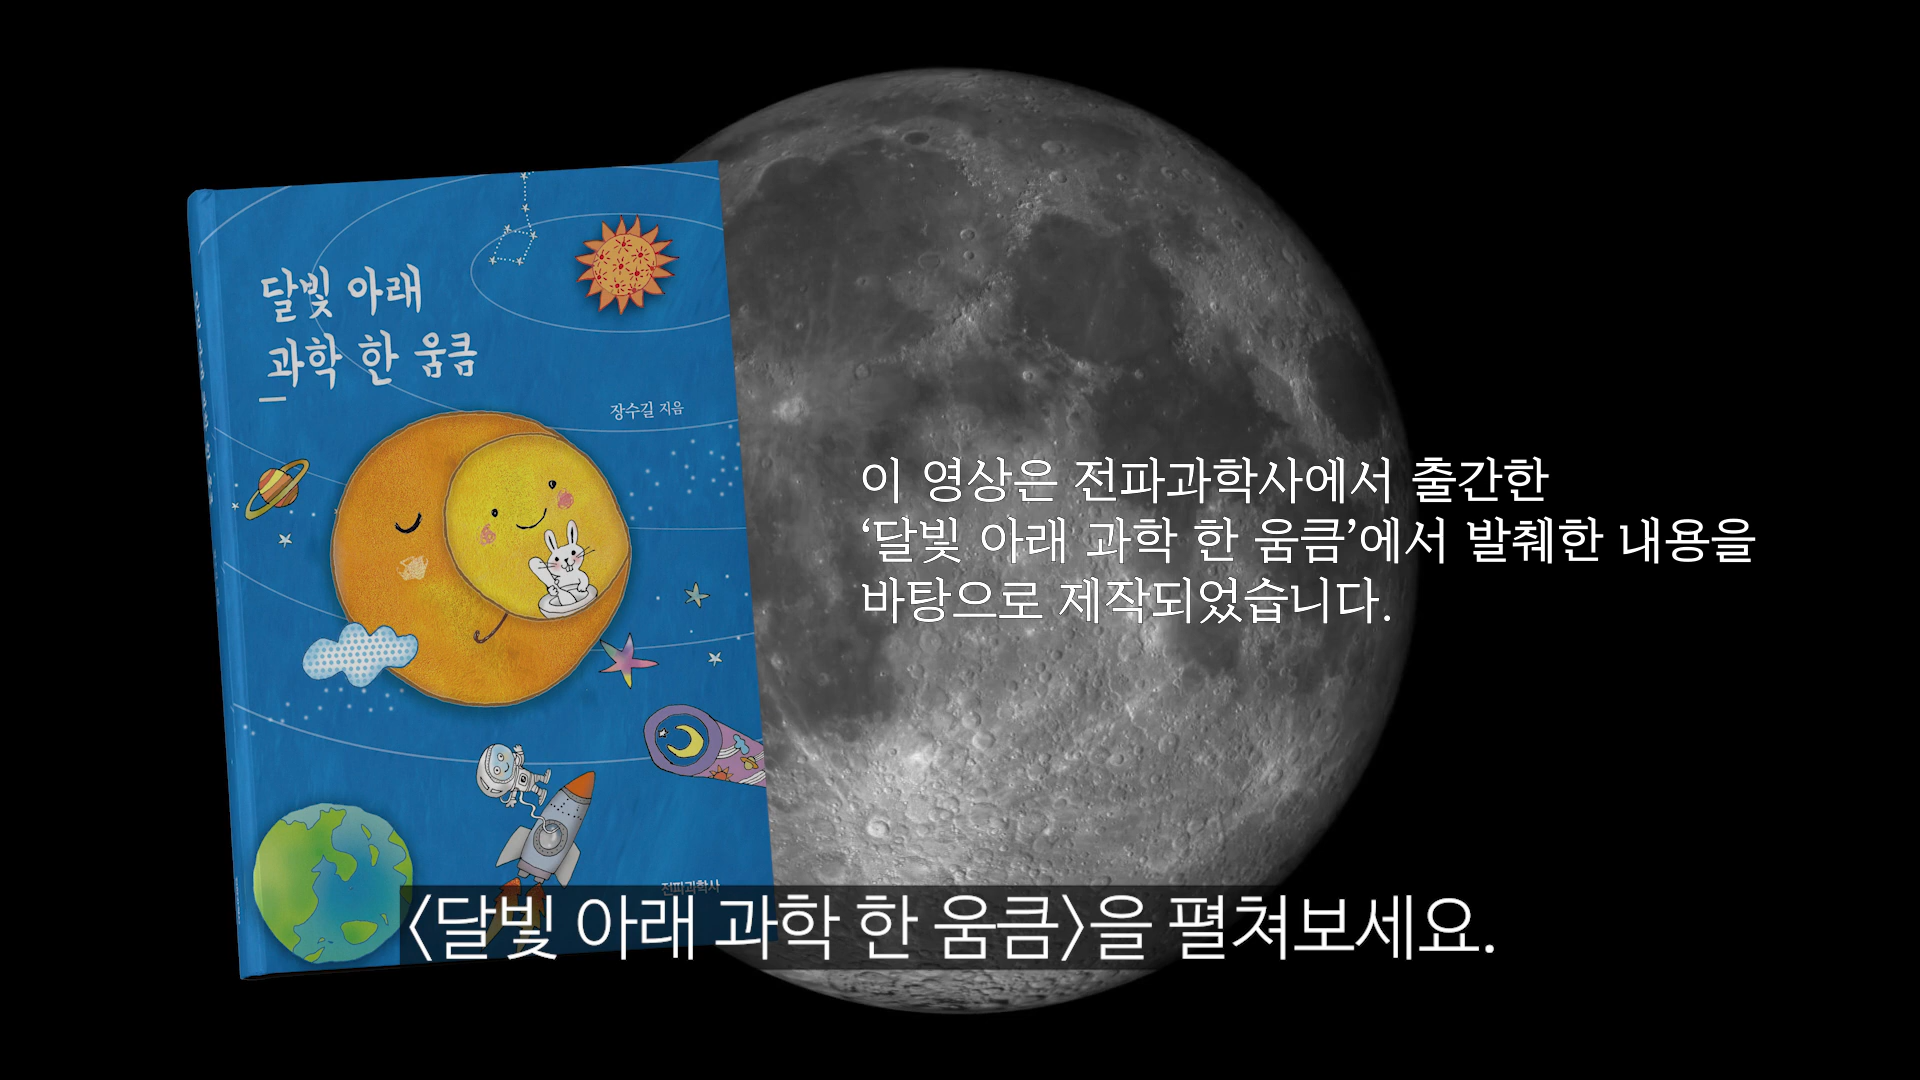 달빛 아래
과학 한 움큼
장수길 지음
이 영상은 전파과학사에서 출간한
‘달빛 아래 과학 한 움큼’에서 발췌한 내용을
바탕으로 제작되었습니다.
전파과학사
〈달빛 아래 과학 한 움큼〉을 펼쳐보세요.